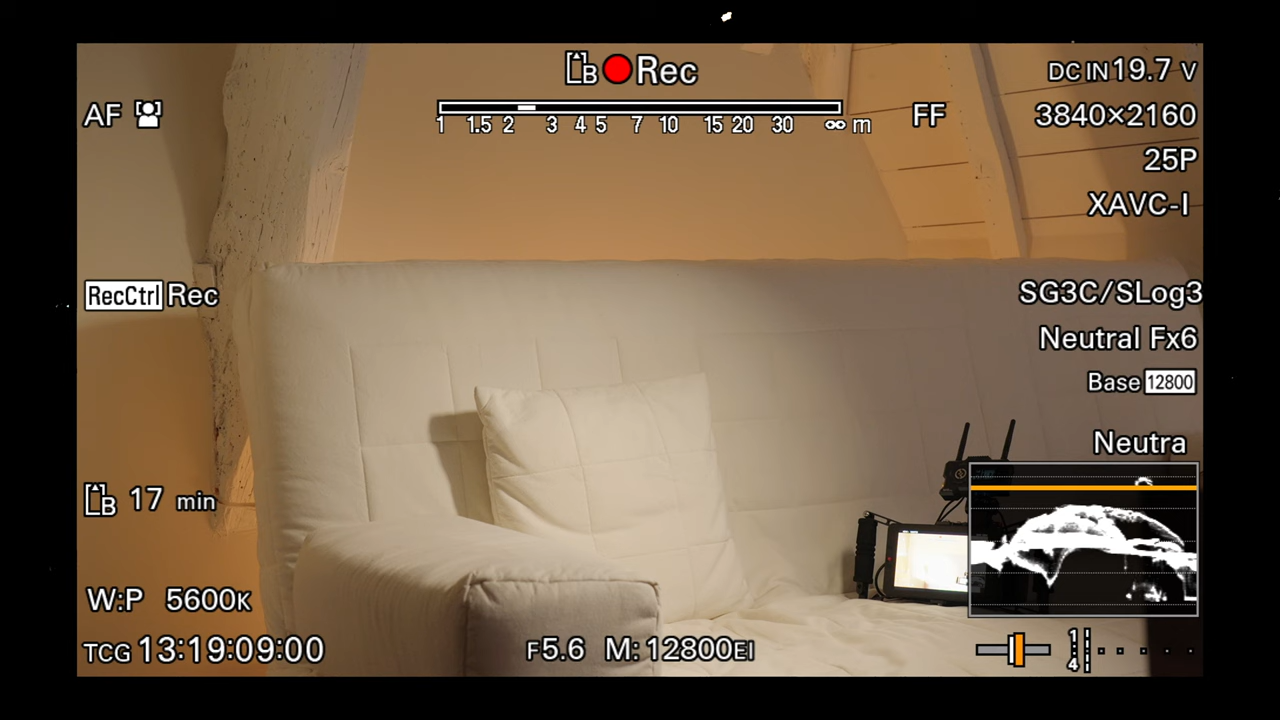 B Rec
DC IN 19.7 V
AF
1 1.5 2 3 4 5 7 10 15 20 30 ∞ m
FF
3840×2160
25P
XAVC-I
RecCtrl Rec
SG3C/SLog3
Neutral Fx6
Base 12800
Neutra
B 17 min
W:P 5600K
TCG 13:19:09:00
F5.6 M: 12800EI
1
4